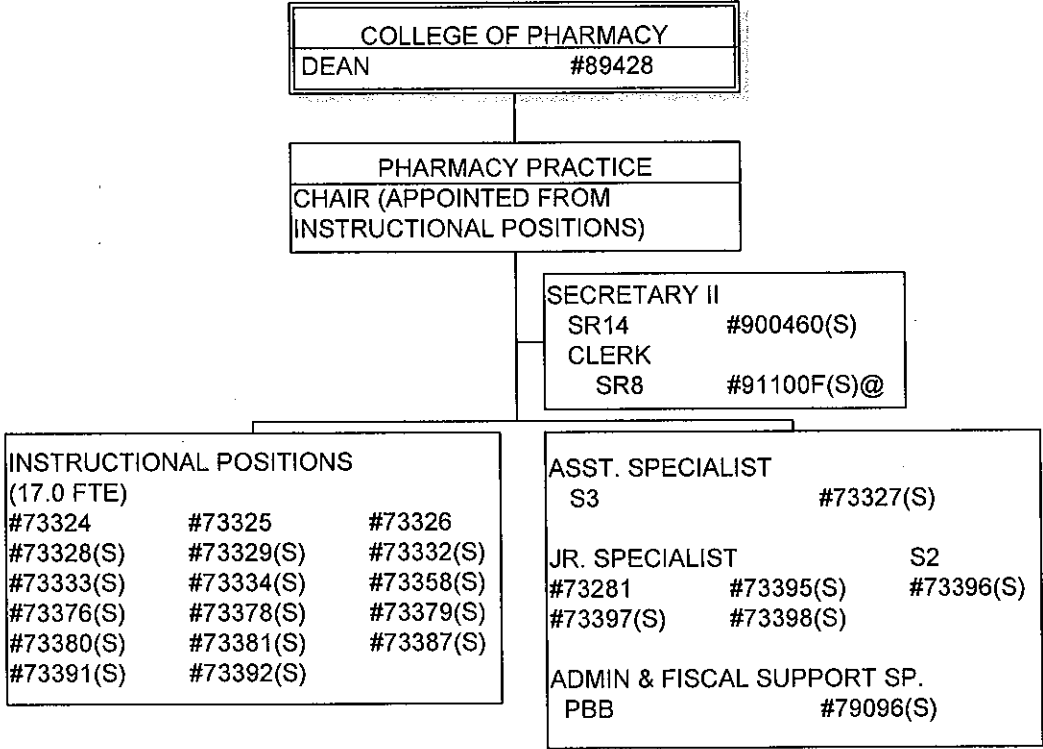 COLLEGE OF PHARMACY
DEAN #89428
PHARMACY PRACTICE
CHAIR (APPOINTED FROM
INSTRUCTIONAL POSITIONS)
SECRETARY II
SR14 #900460(S)
CLERK
SR8 #91100F(S)@
INSTRUCTIONAL POSITIONS
(17.0 FTE)
#73324 #73325 #73326
#73328(S) #73329(S) #73332(S)
#73333(S) #73334(S) #73358(S)
#73376(S) #73378(S) #73379(S)
#73380(S) #73381(S) #73387(S)
#73391(S) #73392(S)
ASST. SPECIALIST
S3 #73327(S)
JR. SPECIALIST S2
#73281 #73395(S) #73396(S)
#73397(S) #73398(S)
ADMIN & FISCAL SUPPORT SP.
PBB #79096(S)